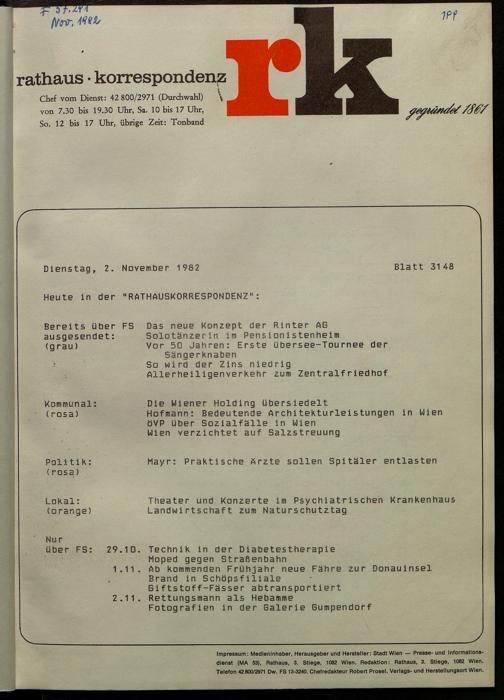 F 37.241
Nov. 1982
1PP
rk
rathaus · korrespondenz
gegründet 1861
Chef vom Dienst: 42 800/2971 (Durchwahl)
von 7.30 bis 19.30 Uhr, Sa. 10 bis 17 Uhr,
So. 12 bis 17 Uhr, übrige Zeit: Tonband
Dienstag, 2. November 1982 Blatt 3148
Heute in der "RATHAUSKORRESPONDENZ":
Bereits über FS Das neue Konzept der Rinter AG
ausgesendet: Solotänzerin im Pensionistenheim
(grau) Vor 50 Jahren: Erste übersee-Tournee der
Sängerknaben
So wird der Zins niedrig
Allerheiligenverkehr zum Zentralfriedhof
Kommunal: Die Wiener Holding übersiedelt
(rosa) Hofmann: Bedeutende Architekturleistungen in Wien
öVP über Sozialfälle in Wien
Wien verzichtet auf Salzstreuung
Politik: Mayr: Praktische Ärzte sollen Spitäler entlasten
(rosa)
Lokal: Theater und Konzerte im Psychiatrischen Krankenhaus
(orange) Landwirtschaft zum Naturschutztag
Nur
über FS: 29.10. Technik in der Diabetestherapie
Moped gegen Straßenbahn
1.11. Ab kommenden Frühjahr neue Fähre zur Donauinsel
Brand in Schöpsfiliale
Giftstoff-Fässer abtransportiert
2.11. Rettungsmann als Hebamme
Fotografien in der Galerie Gumpendorf
Impressum: Medieninhaber, Herausgeber und Hersteller: Stadt Wien — Presse- und Informations-
dienst (MA 53), Rathaus, 3. Stiege, 1082 Wien. Redaktion: Rathaus, 3. Stiege, 1082 Wien.
Telefon 42 800/2971 Dw. FS 13-3240. Chefredakteur Robert Prosel. Verlags- und Herstellungsort Wien.